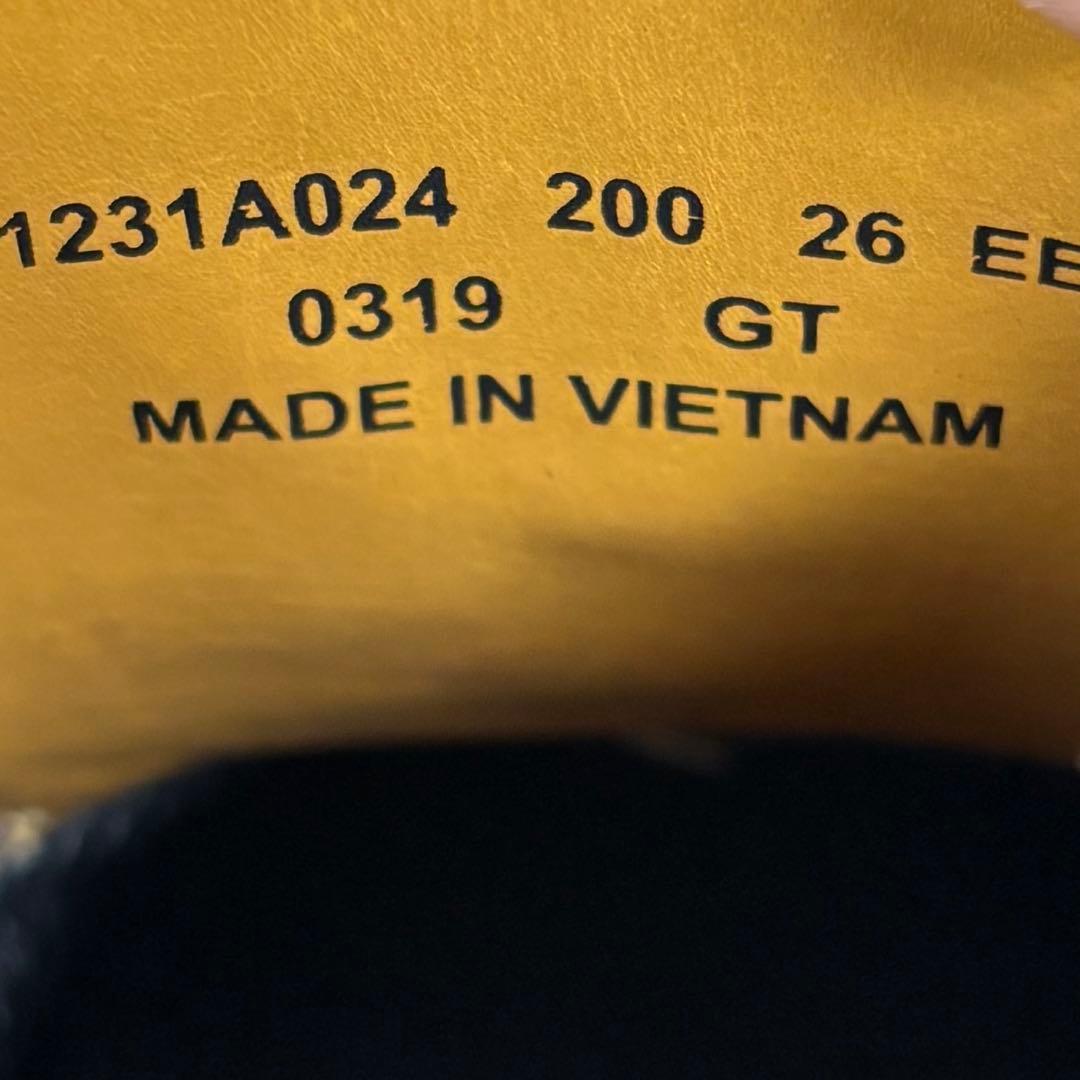 1231A024 200 26 EE
0319 GT
MADE IN VIETNAM